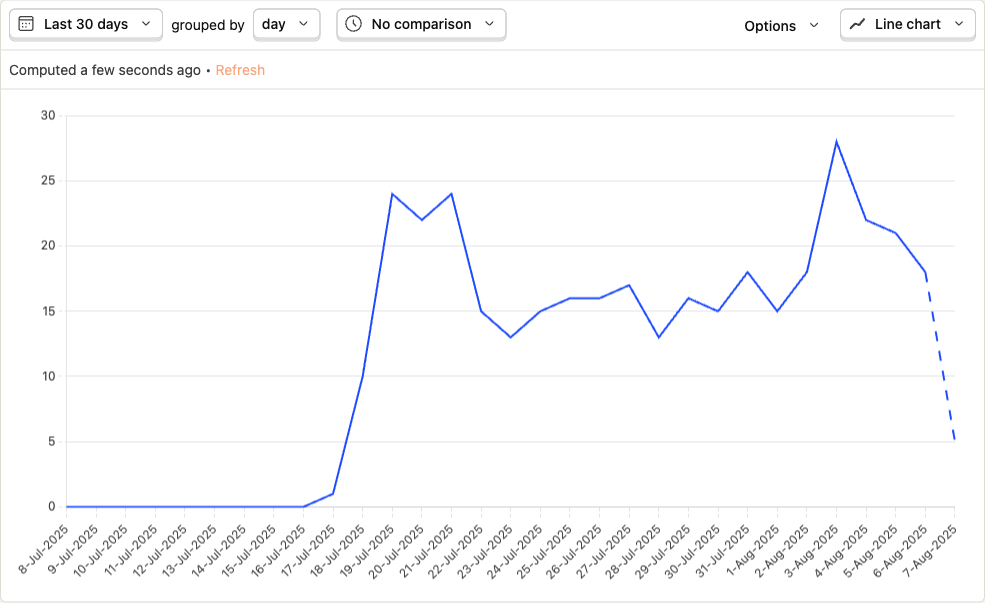 Last 30 days grouped by day No comparison Options Line chart
Computed a few seconds ago • Refresh
30
25
20
15
10
5
0
8-Jul-2025 9-Jul-2025 10-Jul-2025 11-Jul-2025 12-Jul-2025 13-Jul-2025 14-Jul-2025 15-Jul-2025 16-Jul-2025 17-Jul-2025 18-Jul-2025 19-Jul-2025 20-Jul-2025 21-Jul-2025 22-Jul-2025 23-Jul-2025 24-Jul-2025 25-Jul-2025 26-Jul-2025 27-Jul-2025 28-Jul-2025 29-Jul-2025 30-Jul-2025 31-Jul-2025 1-Aug-2025 2-Aug-2025 3-Aug-2025 4-Aug-2025 5-Aug-2025 6-Aug-2025 7-Aug-2025